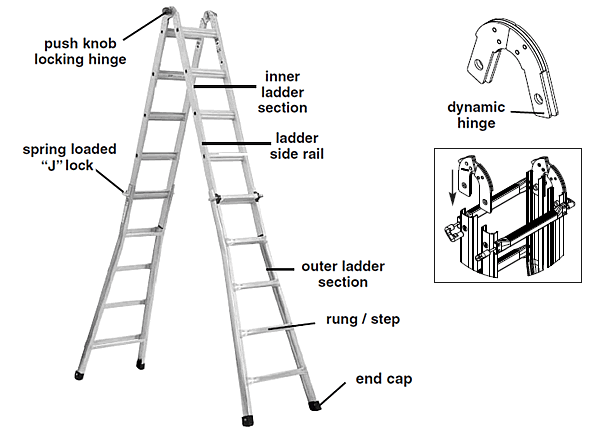 push knob
locking hinge
inner
ladder
section
ladder
side rail
spring loaded
“J” lock
outer ladder
section
rung / step
end cap
dynamic
hinge